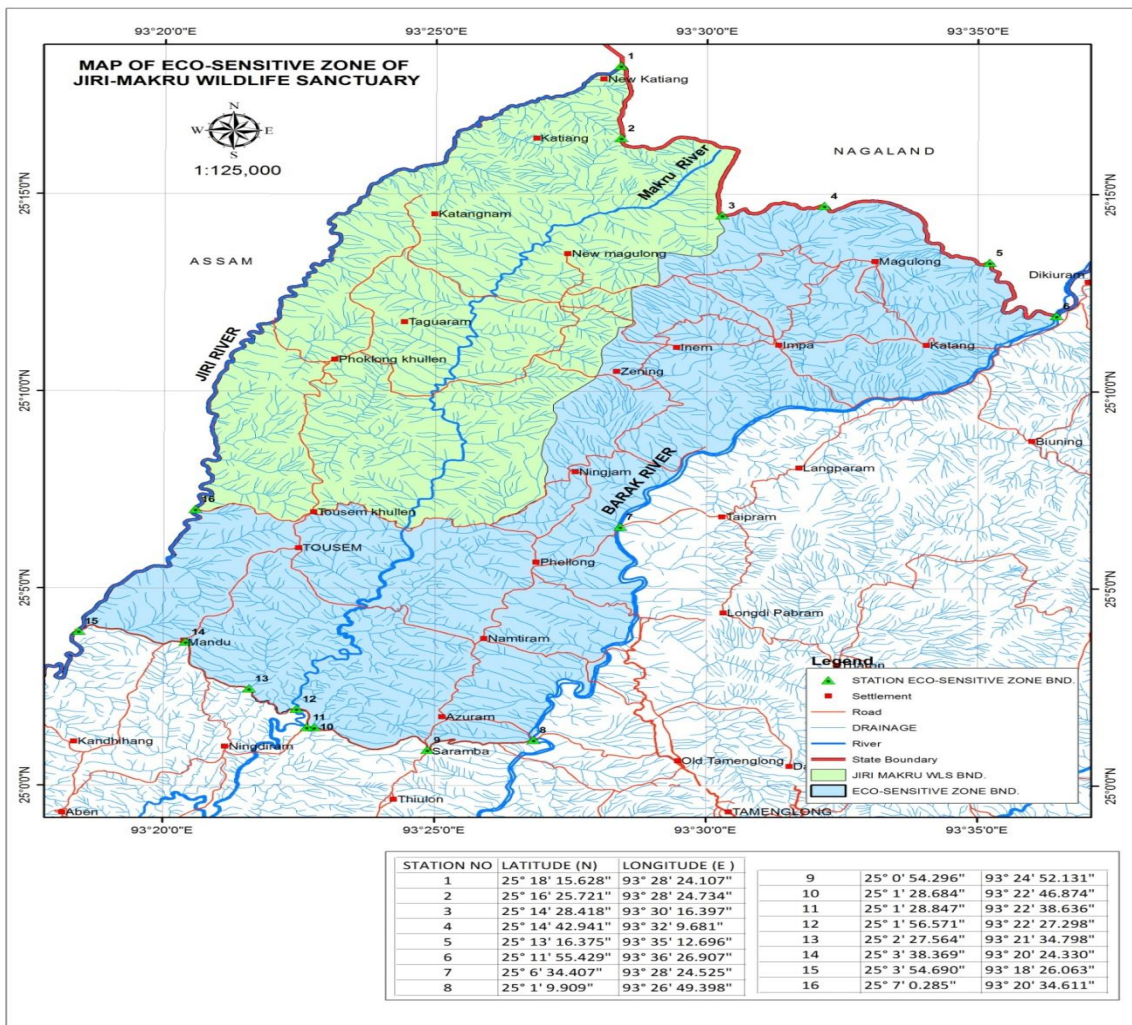 93°20'0"E 93°25'0"E 93°30'0"E 93°35'0"E
MAP OF ECO-SENSITIVE ZONE OF
JIRI-MAKRU WILDLIFE SANCTUARY
N
W E
S
1:125,000
1
New Katiang
2
Katiang
Makru River
NAGALAND
25°15'0"N
25°15'0"N
3
4
Katangnam
ASSAM
New magulong
Magulong
5
Dikiuram
6
JIRI RIVER
Taguaram
Phoklong khullen
Inem
Impa
Katang
Zening
25°10'0"N
25°10'0"N
Biuning
Ningjam
BARAK RIVER
Langparam
16
Tousem khullen
Taipram
7
TOUSEM
Phellong
25°5'0"N
25°5'0"N
Longdi Pabram
15
14
Mandu
Namtiram
13
12
11
10
Azuram
Kandhihang
Ningdiram
9
Saramba
8
Old Tamenglong
25°0'0"N
25°0'0"N
Aben
Thiulon
TAMENGLONG
Legend
STATION ECO-SENSITIVE ZONE BND.
Settlement
Road
DRAINAGE
River
State Boundary
JIRI MAKRU WLS BND.
ECO-SENSITIVE ZONE BND.
93°20'0"E 93°25'0"E 93°30'0"E 93°35'0"E
STATION NO LATITUDE (N) LONGITUDE (E )
1 25° 18' 15.628" 93° 28' 24.107"
2 25° 16' 25.721" 93° 28' 24.734"
3 25° 14' 28.418" 93° 30' 16.397"
4 25° 14' 42.941" 93° 32' 9.681"
5 25° 13' 16.375" 93° 35' 12.696"
6 25° 11' 55.429" 93° 36' 26.907"
7 25° 6' 34.407" 93° 28' 24.525"
8 25° 1' 9.909" 93° 26' 49.398"
9 25° 0' 54.296" 93° 24' 52.131"
10 25° 1' 28.684" 93° 22' 46.874"
11 25° 1' 28.847" 93° 22' 38.636"
12 25° 1' 56.571" 93° 22' 27.298"
13 25° 2' 27.564" 93° 21' 34.798"
14 25° 3' 38.369" 93° 20' 24.330"
15 25° 3' 54.690" 93° 18' 26.063"
16 25° 7' 0.285" 93° 20' 34.611"